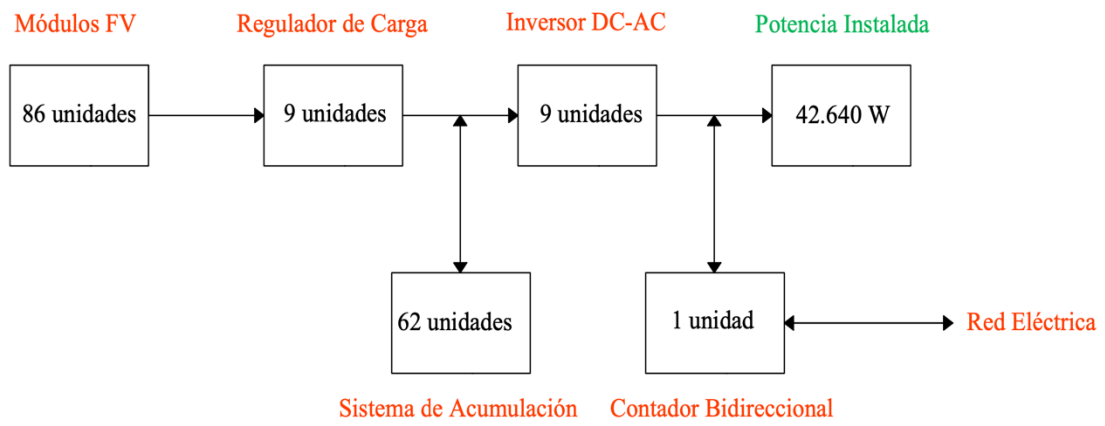 Módulos FV
Regulador de Carga
Inversor DC-AC
Potencia Instalada
86 unidades
9 unidades
9 unidades
42.640 W
62 unidades
1 unidad
Red Eléctrica
Sistema de Acumulación
Contador Bidireccional